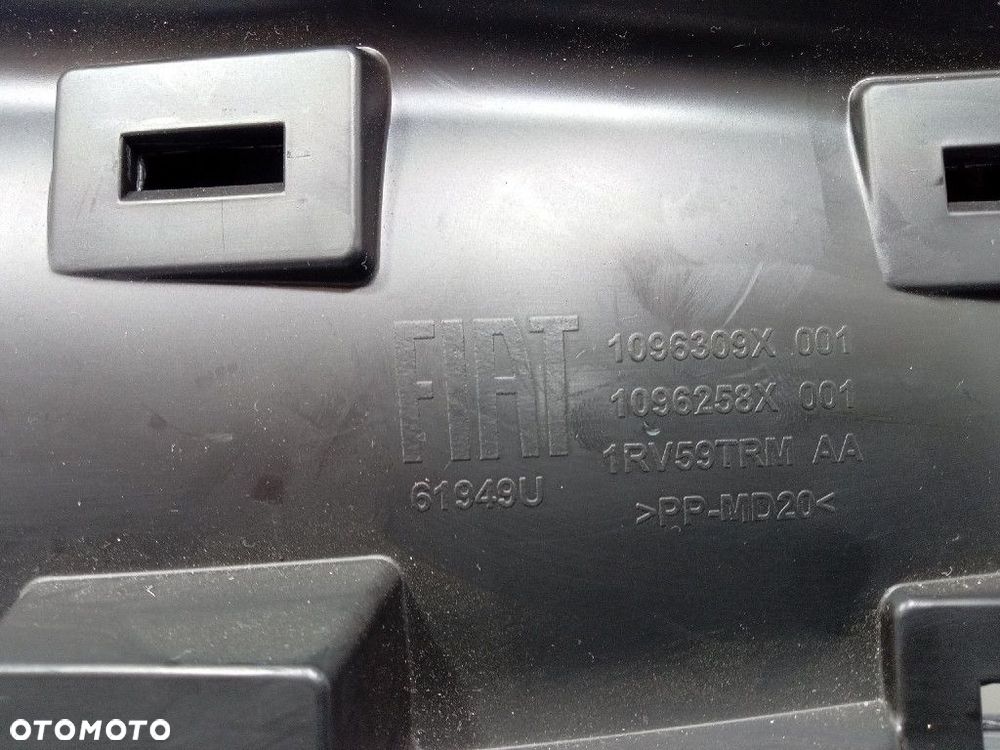 FIAT
61949U
1096309X 001
1096258X 001
1RV59TRM AA
>PP-MD20<
OTOMOTO